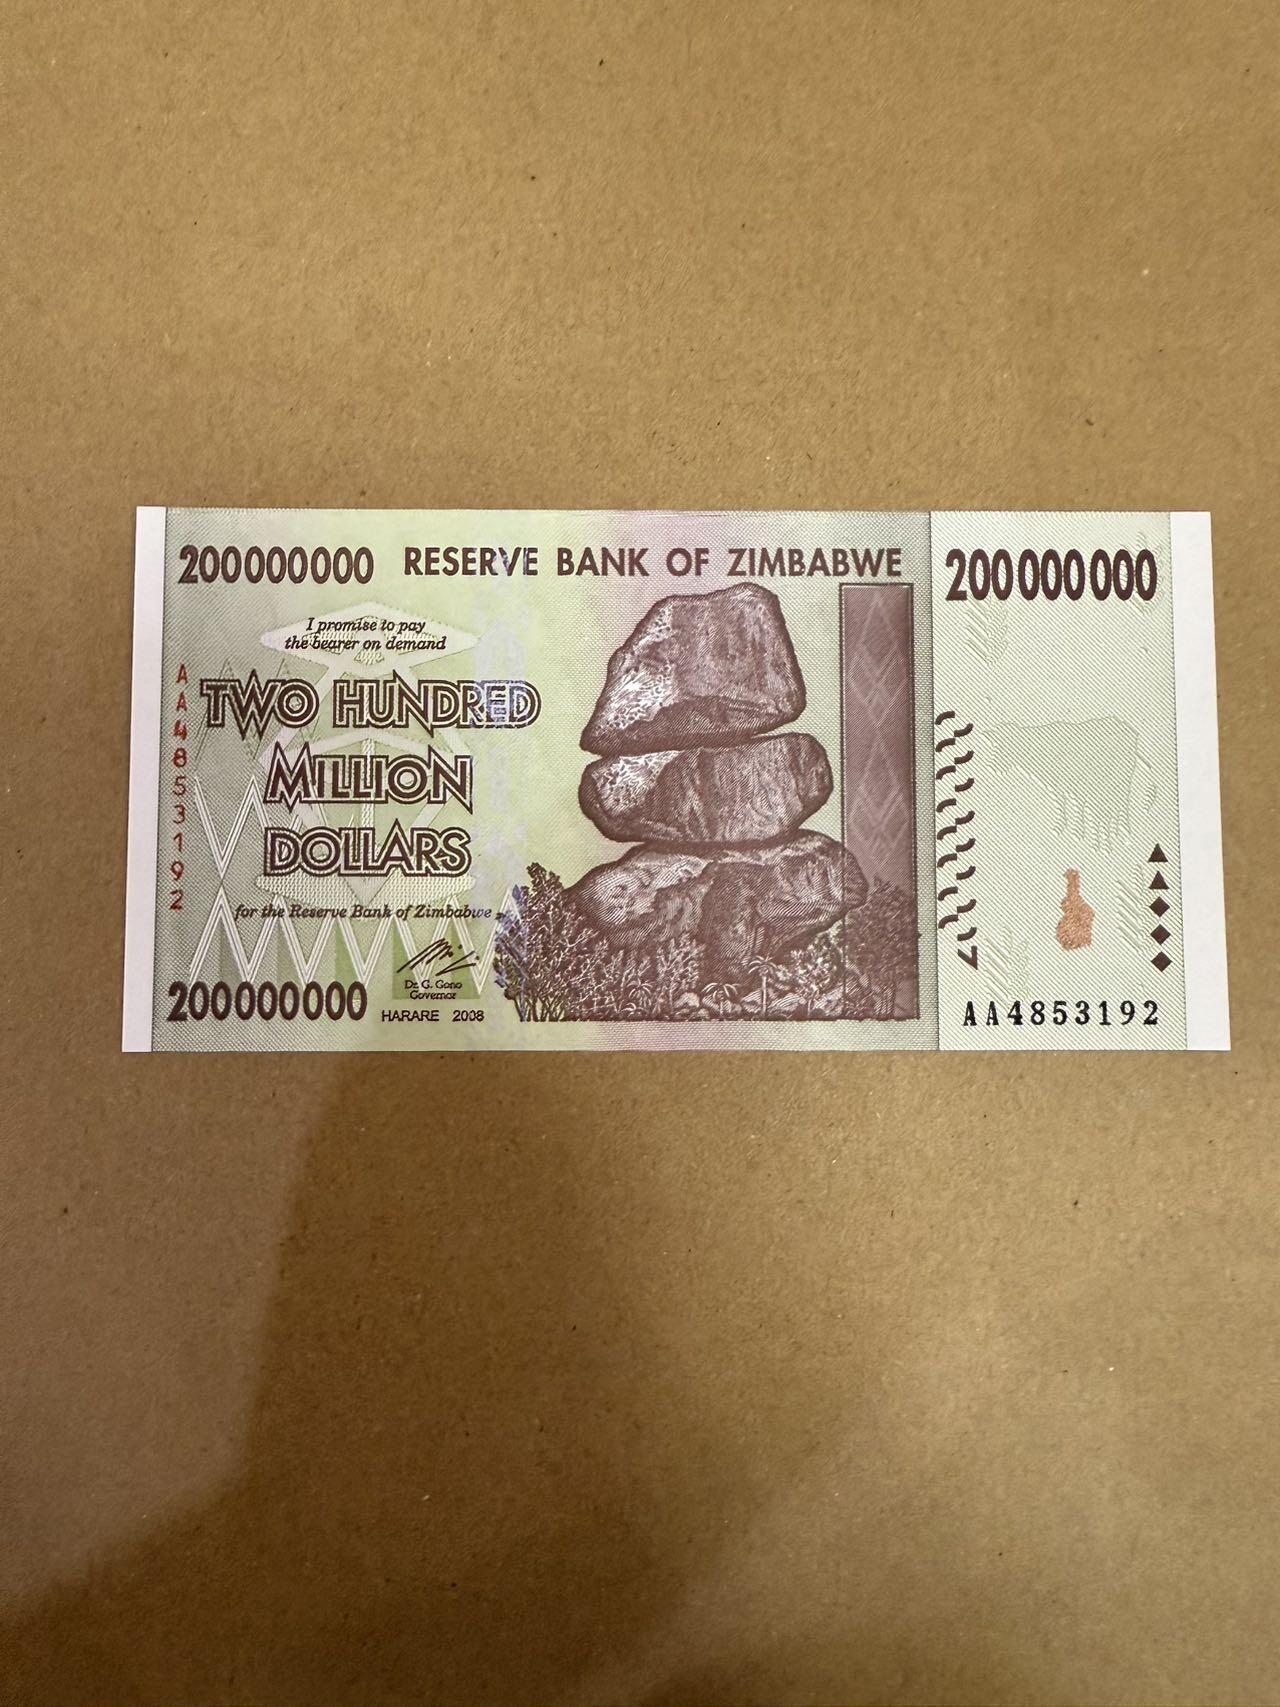 200000000 RESERVE BANK OF ZIMBABWE 200000000
I promise to pay
the bearer on demand
TWO HUNDRED
MILLION
DOLLARS
for the Reserve Bank of Zimbabwe
Dr. G. Gono
Governor
200000000 HARARE 2008
AA4853192
AA4853192